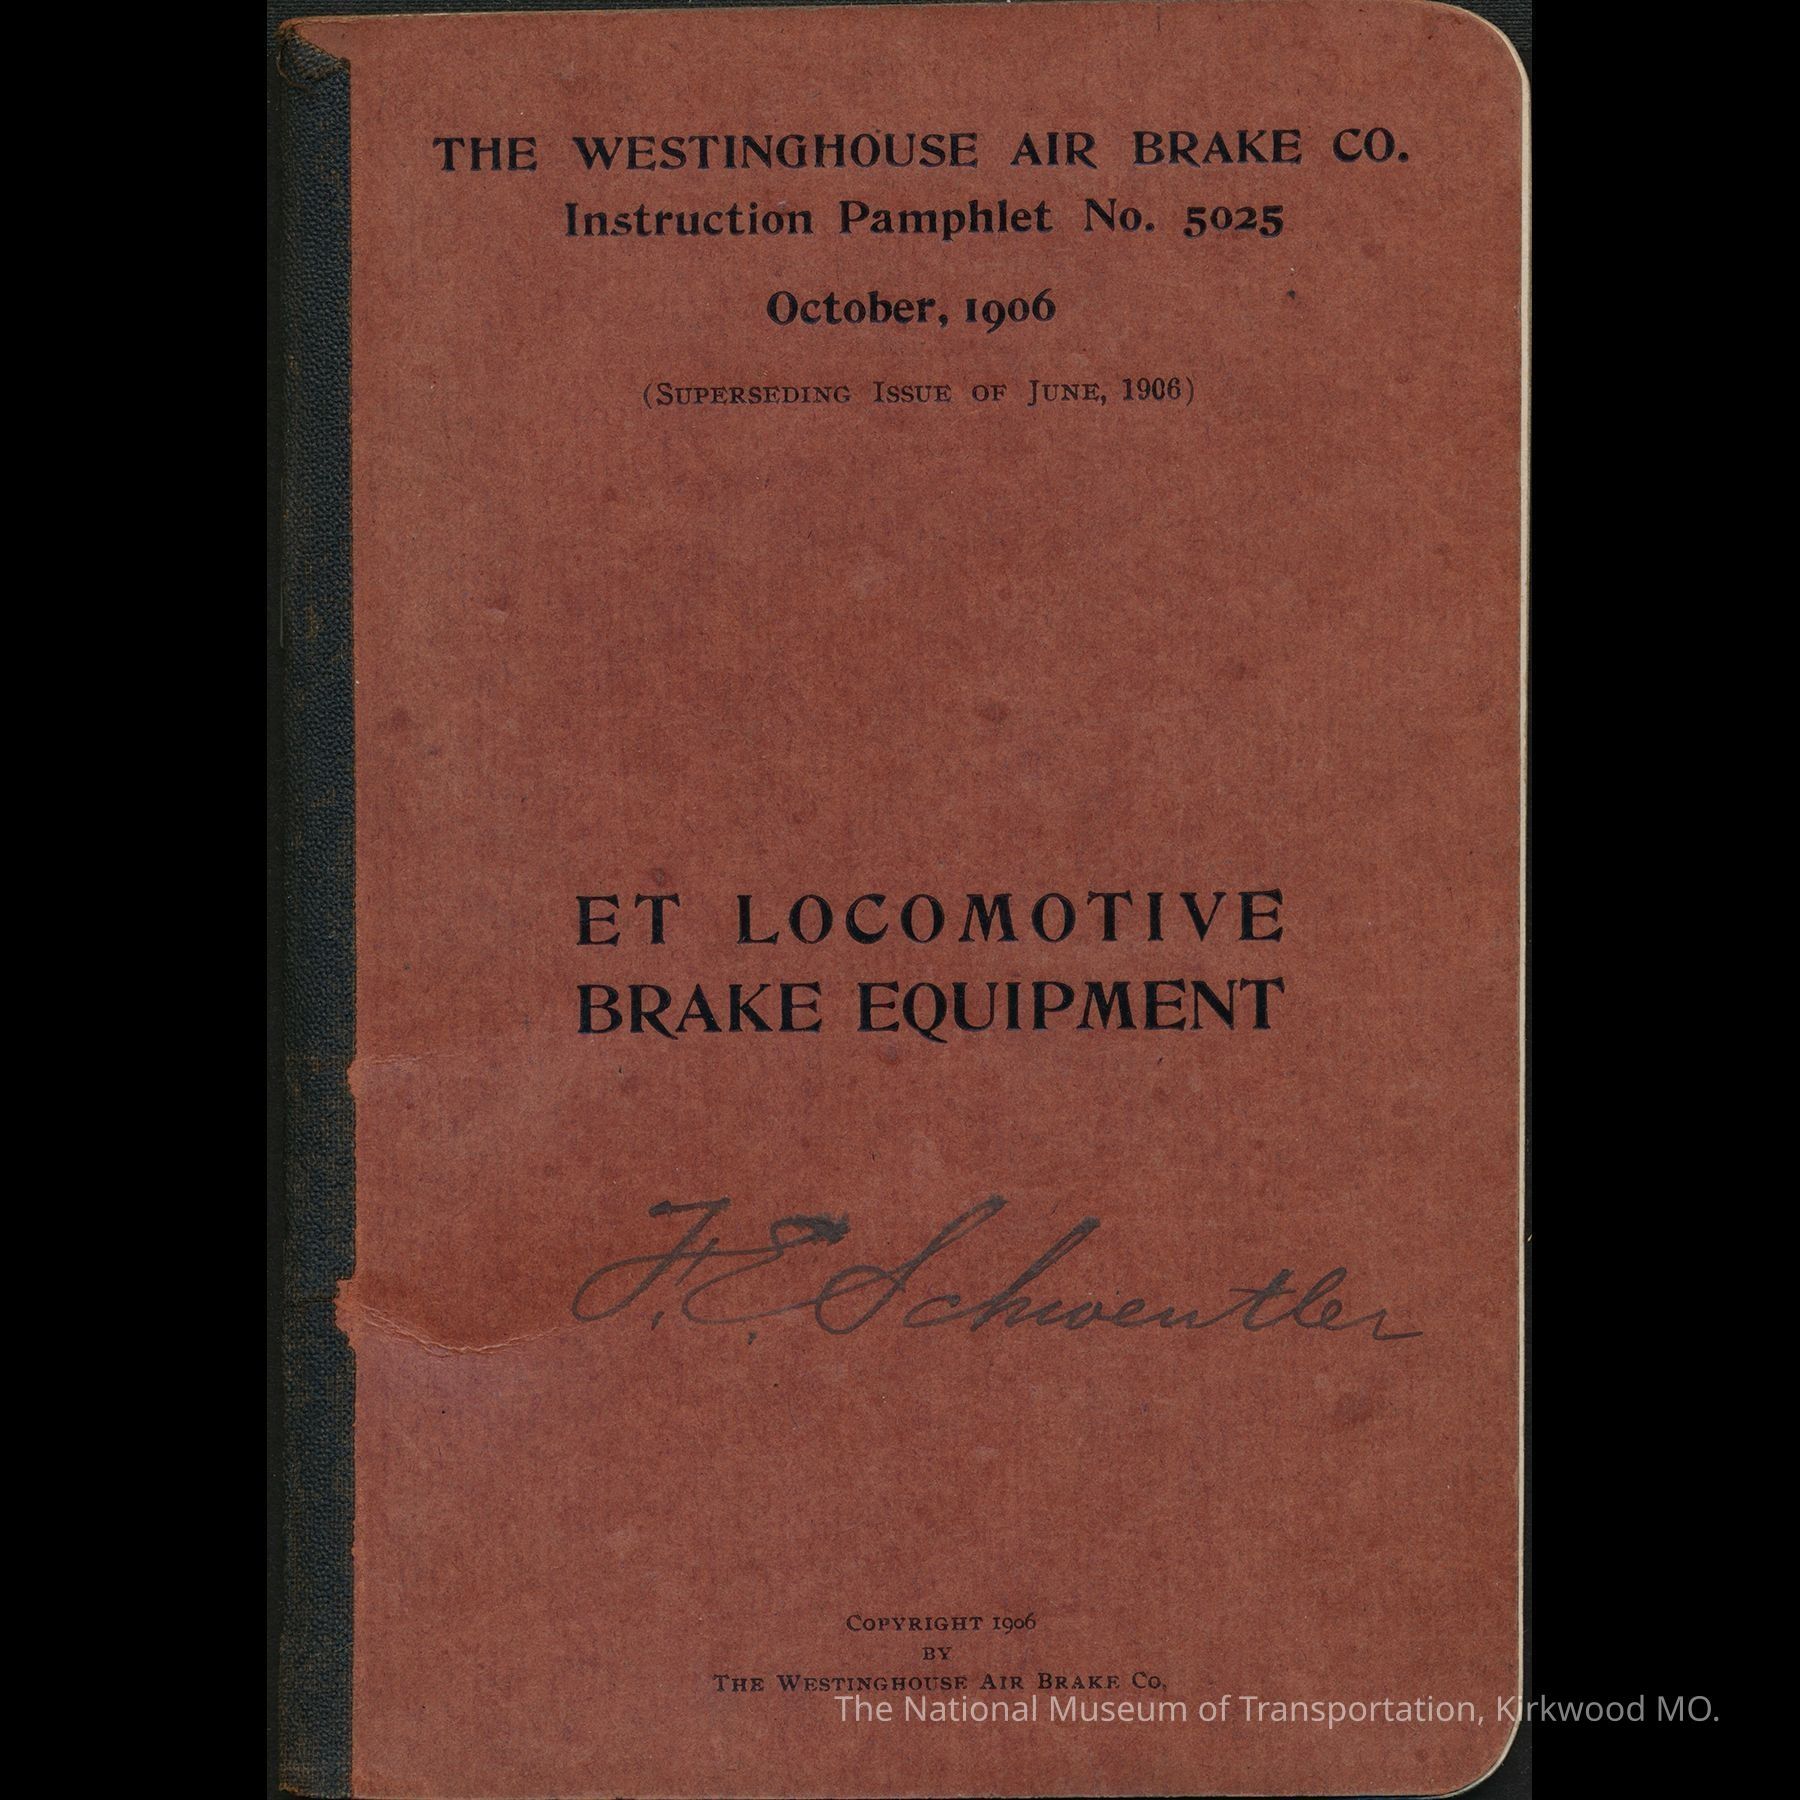 THE WESTINGHOUSE AIR BRAKE CO.
Instruction Pamphlet No. 5025
October, 1906
(SUPERSEDING ISSUE OF JUNE, 1906)
ET LOCOMOTIVE
BRAKE EQUIPMENT
F. E. Schwentler
COPYRIGHT 1906
BY
THE WESTINGHOUSE AIR BRAKE CO.
The National Museum of Transportation, Kirkwood MO.